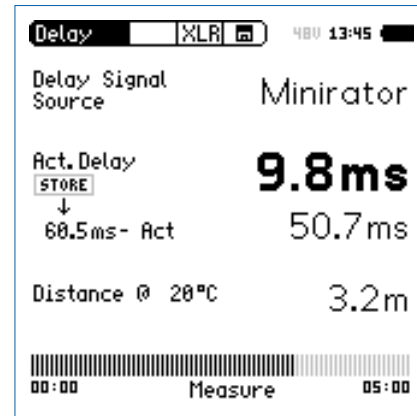 Delay XLR 48V 13:45
Delay Signal
Source
Minirator
Act. Delay
9.8ms
STORE
60.5ms- Act
50.7ms
Distance @ 20°C
3.2m
00:00 Measure 05:00